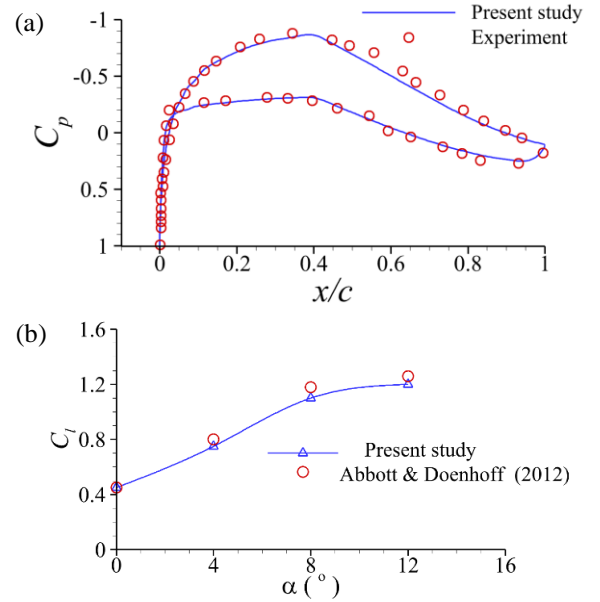 (a)
Present study
Experiment
-1
-0.5
0
0.5
1
Cp
0 0.2 0.4 0.6 0.8 1
x/c
(b)
1.6
1.2
0.8
0.4
0
Cl
Present study
Abbott & Doenhoff (2012)
0 4 8 12 16
α (°)